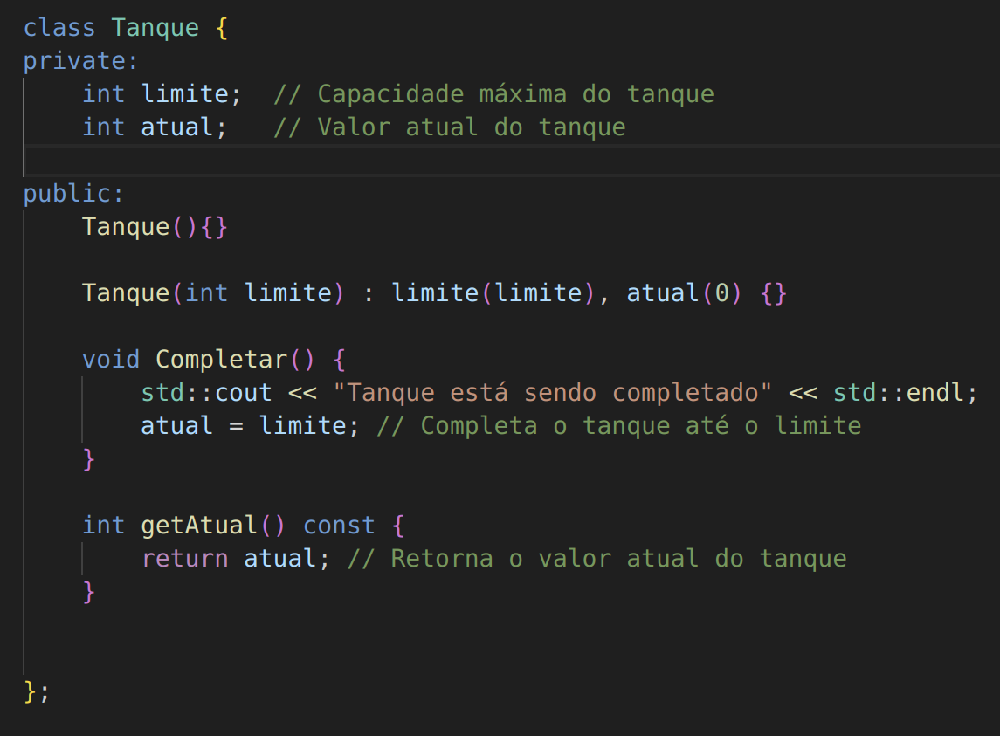 class Tanque {
private:
    int limite;  // Capacidade máxima do tanque
    int atual;   // Valor atual do tanque
public:
    Tanque(){}
    Tanque(int limite) : limite(limite), atual(0) {}
    void Completar() {
        std::cout << "Tanque está sendo completado" << std::endl;
        atual = limite; // Completa o tanque até o limite
    }
    int getAtual() const {
        return atual; // Retorna o valor atual do tanque
    }
};